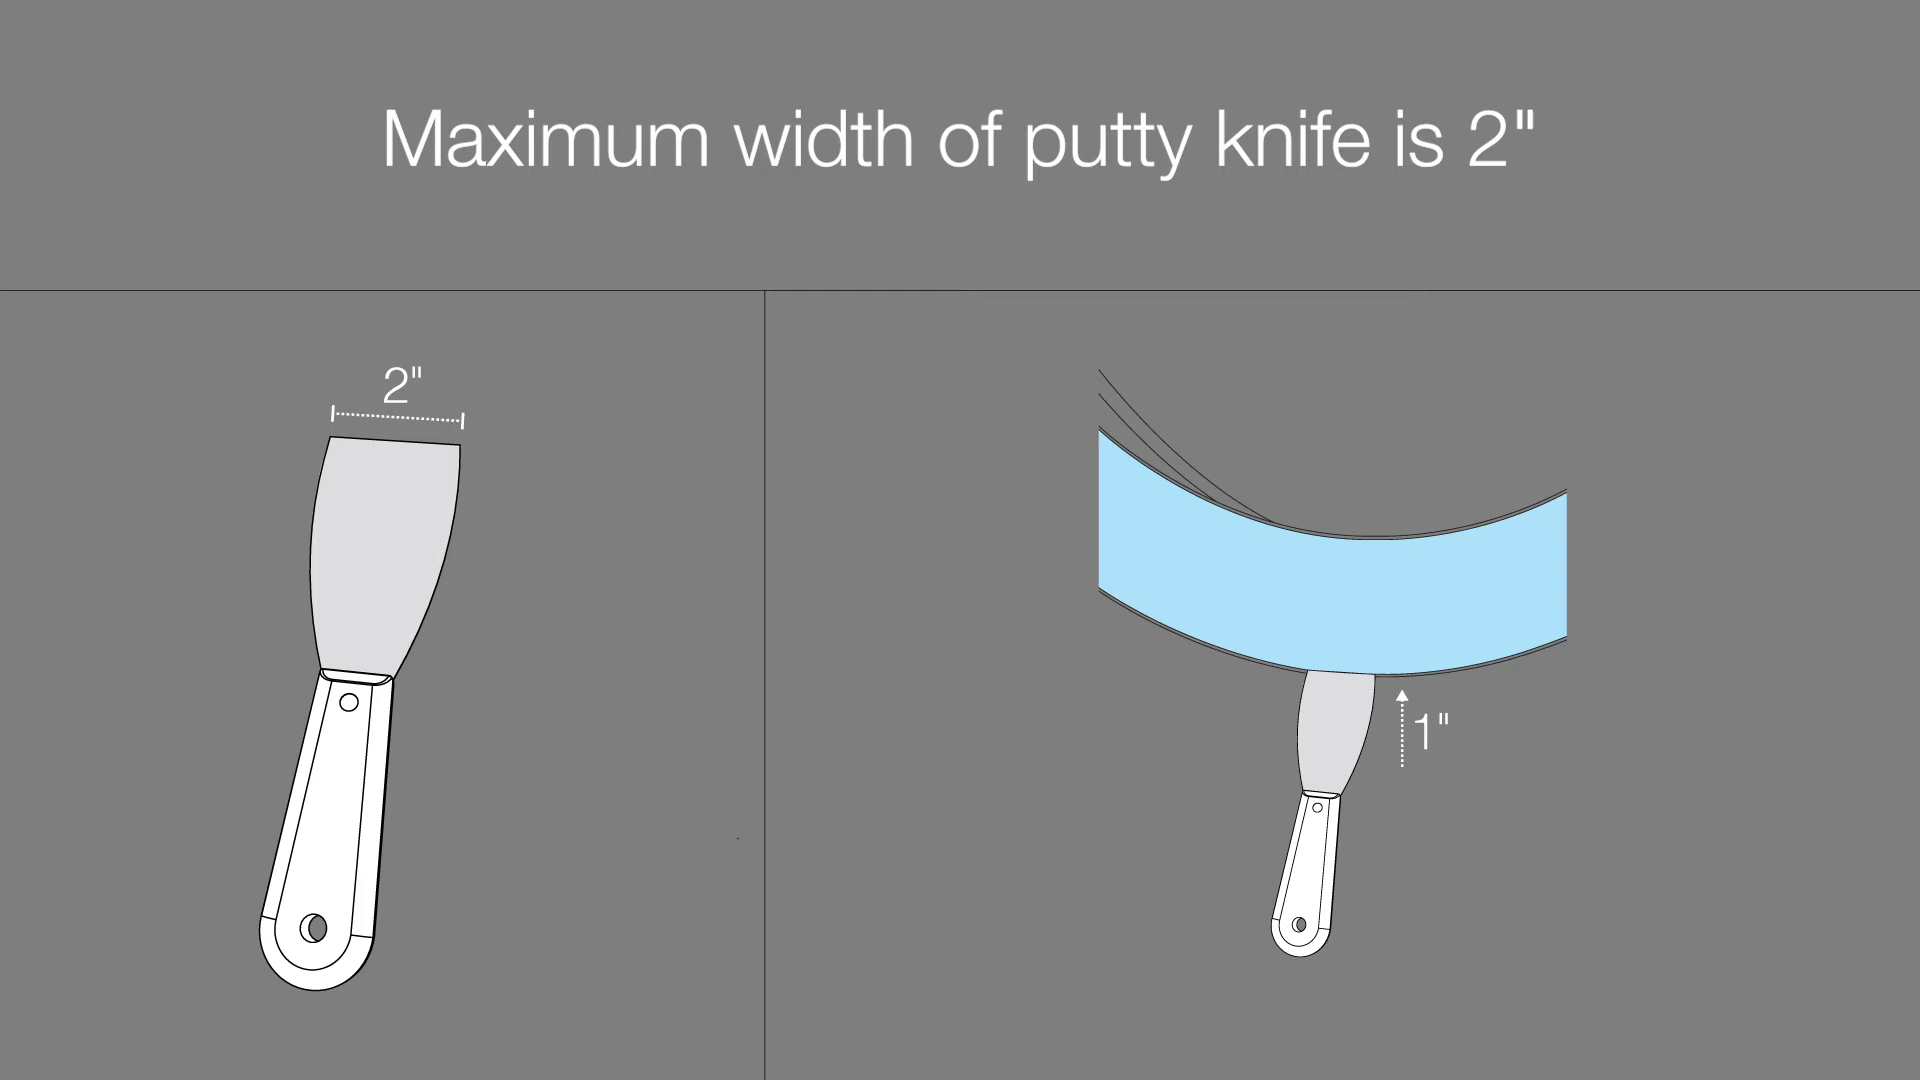 Maximum width of putty knife is 2"
2"
1"